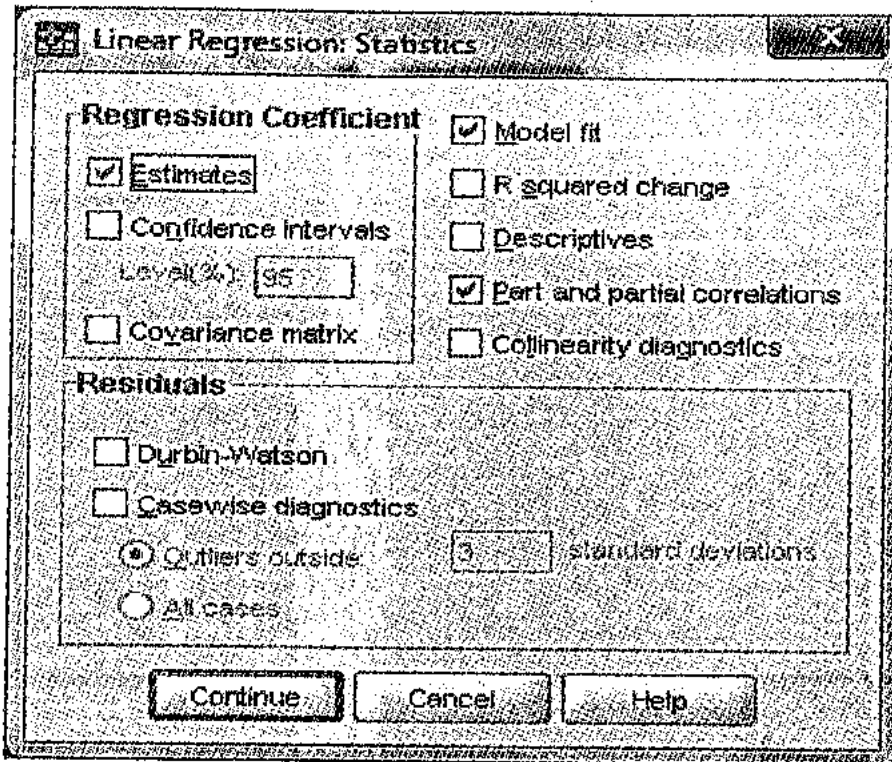 Linear Regression: Statistics
Regression Coefficient
Estimates
Confidence intervals
Level(%): 95
Covariance matrix
Model fit
R squared change
Descriptives
Part and partial correlations
Collinearity diagnostics
Residuals
Durbin-Watson
Casewise diagnostics
Outliers outside: 3 standard deviations
All cases
Continue Cancel Help